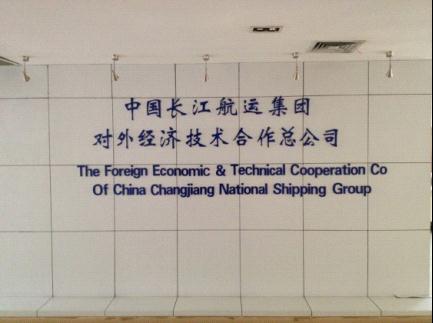 中国长江航运集团
对外经济技术合作总公司
The Foreign Economic & Technical Cooperation Co
Of China Changjiang National Shipping Group